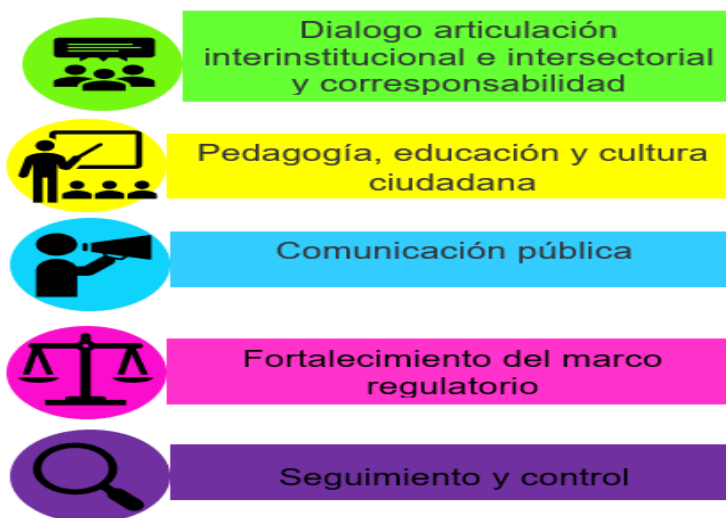 Dialogo articulación
interinstitucional e intersectorial
y corresponsabilidad
Pedagogía, educación y cultura
ciudadana
Comunicación pública
Fortalecimiento del marco
regulatorio
Seguimiento y control